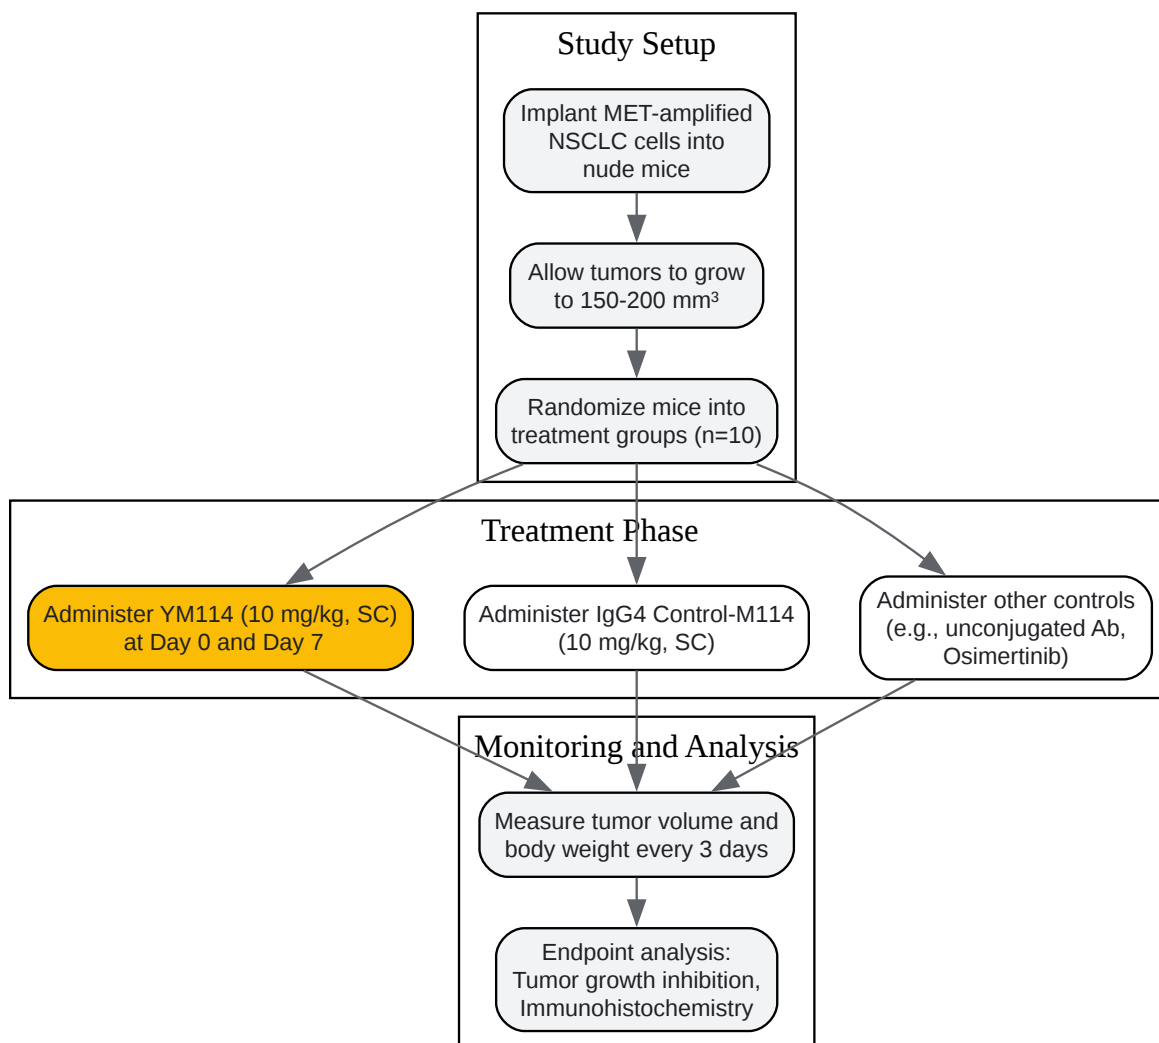 Study Setup
Implant MET-amplified
NSCLC cells into
nude mice
Allow tumors to grow
to 150-200 mm³
Randomize mice into
treatment groups (n=10)
Treatment Phase
Administer YM114 (10 mg/kg, SC)
at Day 0 and Day 7
Administer IgG4 Control-M114
(10 mg/kg, SC)
Administer other controls
(e.g., unconjugated Ab,
Osimertinib)
Monitoring and Analysis
Measure tumor volume and
body weight every 3 days
Endpoint analysis:
Tumor growth inhibition,
Immunohistochemistry